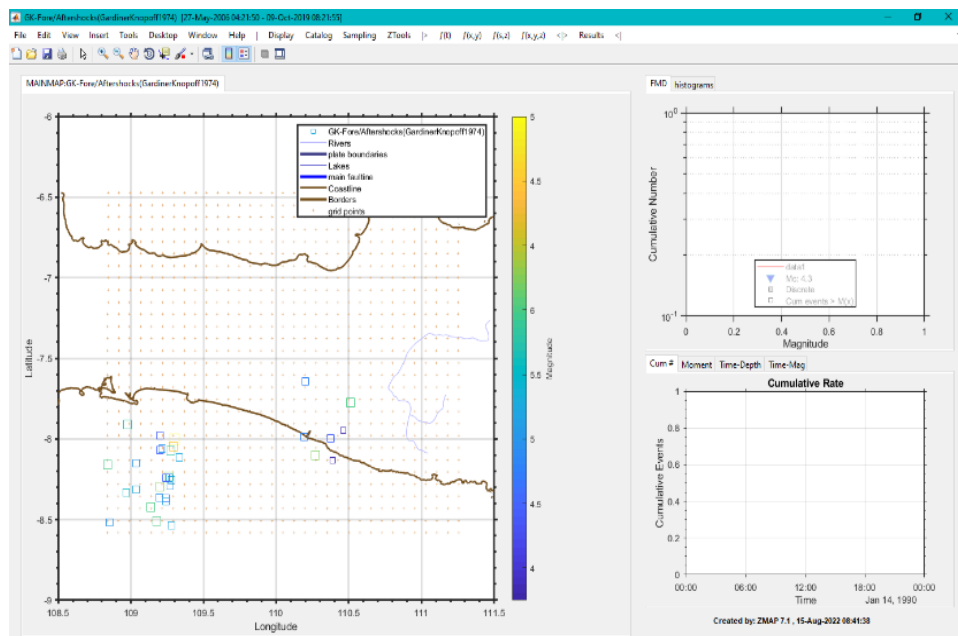 GK-Fore/Aftershocks(GardinerKnopoff1974) [27-May-2006 04:21:50 - 09-Oct-2019 08:21:55]
File Edit View Insert Tools Desktop Window Help | Display Catalog Sampling ZTools |> ƒ(t) ƒ(x,y) ƒ(s,z) ƒ(x,y,z) <|> Results <|
MAINMAP:GK-Fore/Aftershocks(GardinerKnopoff1974)
-6
-6.5
-7
-7.5
-8
-8.5
-9
Latitude
108.5 109 109.5 110 110.5 111 111.5
Longitude
GK-Fore/Aftershocks(GardinerKnopoff1974)
Rivers
plate boundaries
Lakes
main faultine
Coastline
Borders
grid points
5
4.5
4
6
5.5
5
4.5
4
Magnitude
FMD histograms
10^0
10^-1
Cumulative Number
data1
Mc: 4.3
Discrete
Cum events > M(x)
0 0.2 0.4 0.6 0.8 1
Magnitude
Cum # Moment Time-Depth Time-Mag
Cumulative Rate
1
0.8
0.6
0.4
0.2
0
Cumulative Events
00:00 06:00 12:00 18:00 00:00
Time Jan 14, 1990
Created by: ZMAP 7.1 , 15-Aug-2022 08:41:38